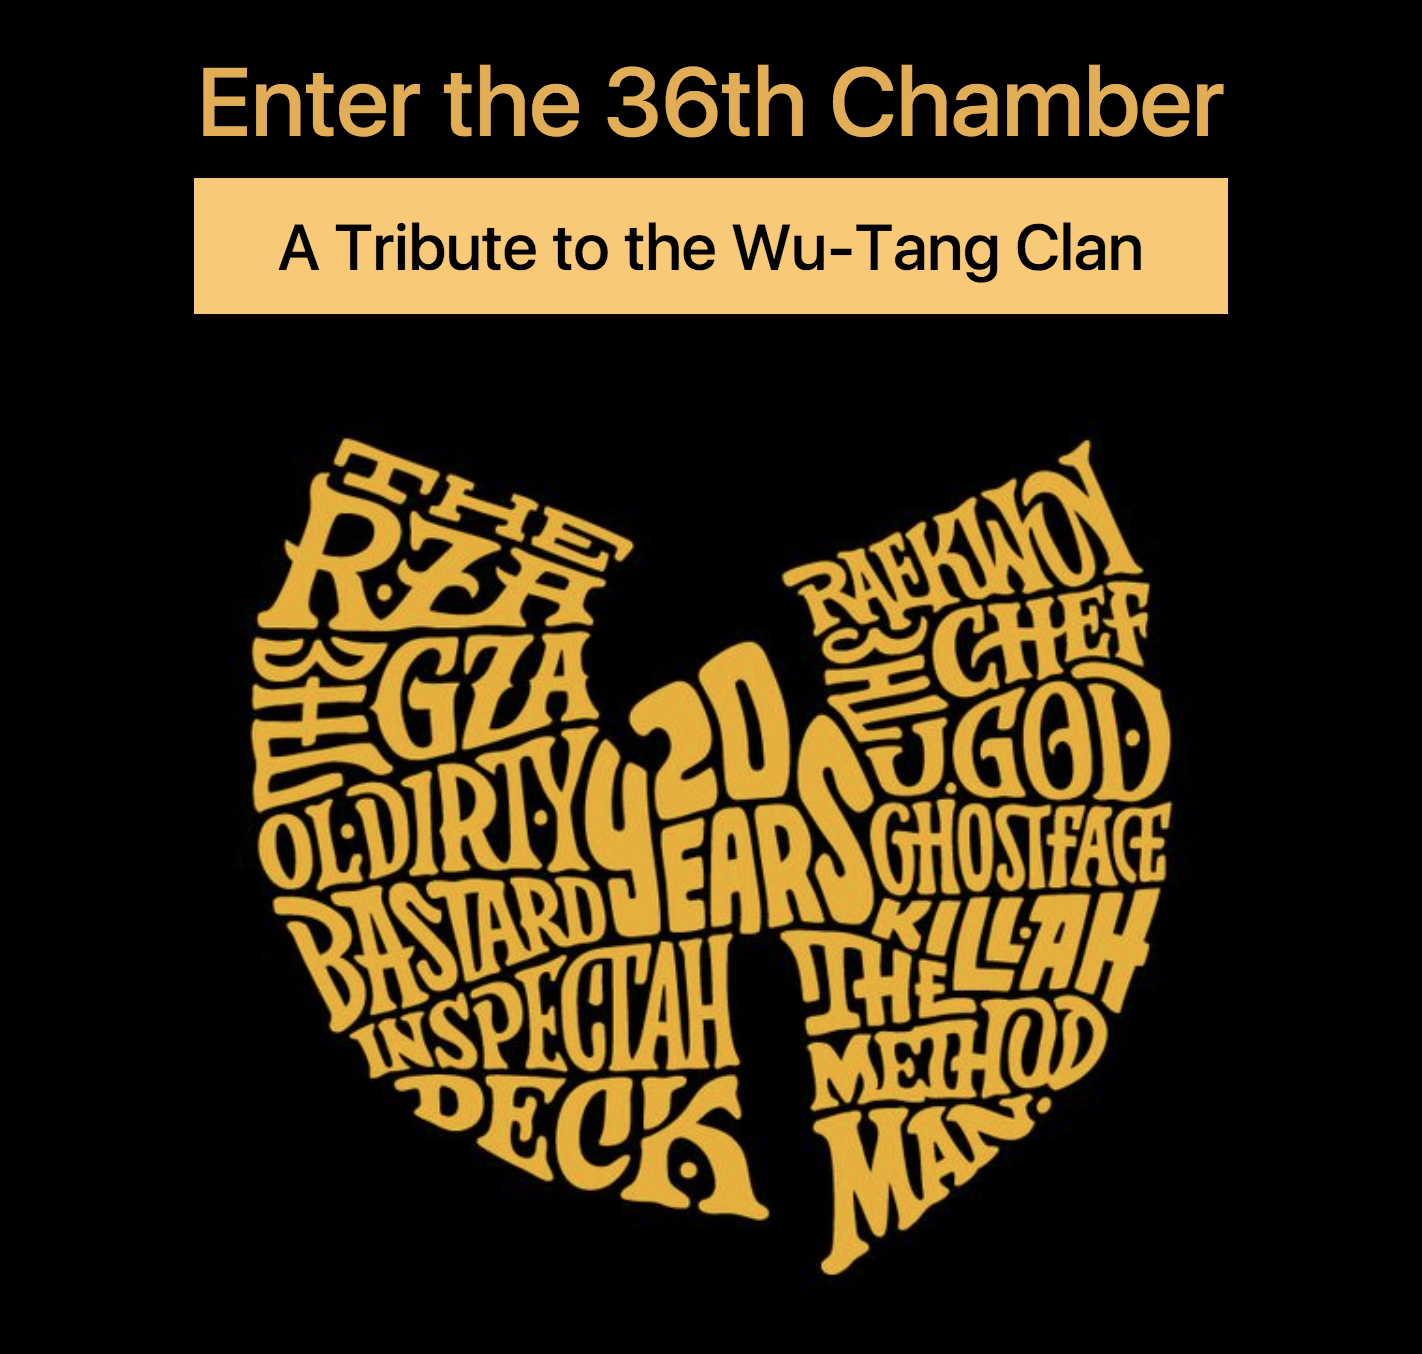 Enter the 36th Chamber
A Tribute to the Wu-Tang Clan
THE
RZA
THE GZA
OL DIRTY
BASTARD
INSPECTAH
DECK
20
YEARS
RAEKWON
THE CHEF
U.GOD
GHOSTFACE
KILLAH
THE
METHOD
MAN.